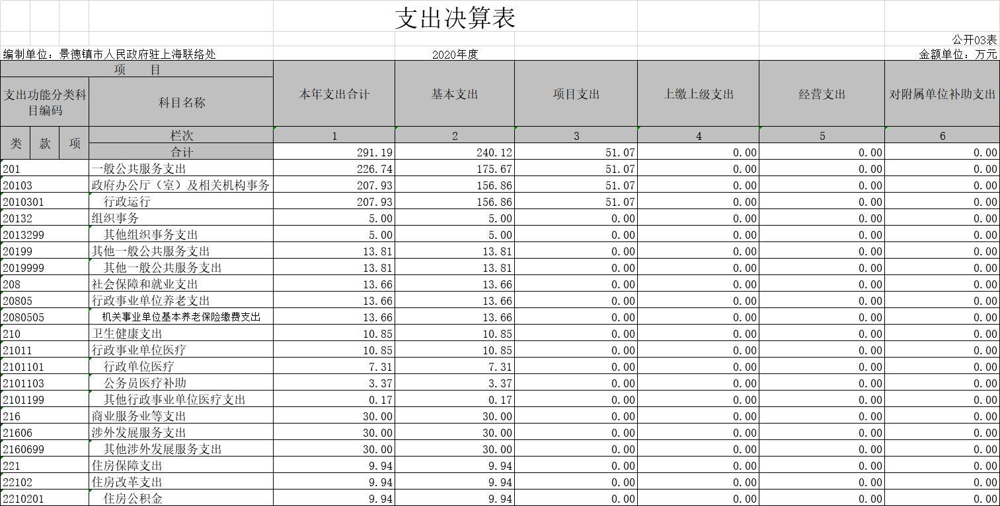 支出决算表
公开03表
编制单位：景德镇市人民政府驻上海联络处 2020年度 金额单位：万元
项 目 本年支出合计 基本支出 项目支出 上缴上级支出 经营支出 对附属单位补助支出
支出功能分类科目编码 科目名称
类 款 项 栏次 1 2 3 4 5 6
合计 291.19 240.12 51.07 0.00 0.00 0.00
201 一般公共服务支出 226.74 175.67 51.07 0.00 0.00 0.00
20103 政府办公厅（室）及相关机构事务 207.93 156.86 51.07 0.00 0.00 0.00
2010301 行政运行 207.93 156.86 51.07 0.00 0.00 0.00
20132 组织事务 5.00 5.00 0.00 0.00 0.00 0.00
2013299 其他组织事务支出 5.00 5.00 0.00 0.00 0.00 0.00
20199 其他一般公共服务支出 13.81 13.81 0.00 0.00 0.00 0.00
2019999 其他一般公共服务支出 13.81 13.81 0.00 0.00 0.00 0.00
208 社会保障和就业支出 13.66 13.66 0.00 0.00 0.00 0.00
20805 行政事业单位养老支出 13.66 13.66 0.00 0.00 0.00 0.00
2080505 机关事业单位基本养老保险缴费支出 13.66 13.66 0.00 0.00 0.00 0.00
210 卫生健康支出 10.85 10.85 0.00 0.00 0.00 0.00
21011 行政事业单位医疗 10.85 10.85 0.00 0.00 0.00 0.00
2101101 行政单位医疗 7.31 7.31 0.00 0.00 0.00 0.00
2101103 公务员医疗补助 3.37 3.37 0.00 0.00 0.00 0.00
2101199 其他行政事业单位医疗支出 0.17 0.17 0.00 0.00 0.00 0.00
216 商业服务业等支出 30.00 30.00 0.00 0.00 0.00 0.00
21606 涉外发展服务支出 30.00 30.00 0.00 0.00 0.00 0.00
2160699 其他涉外发展服务支出 30.00 30.00 0.00 0.00 0.00 0.00
221 住房保障支出 9.94 9.94 0.00 0.00 0.00 0.00
22102 住房改革支出 9.94 9.94 0.00 0.00 0.00 0.00
2210201 住房公积金 9.94 9.94 0.00 0.00 0.00 0.00